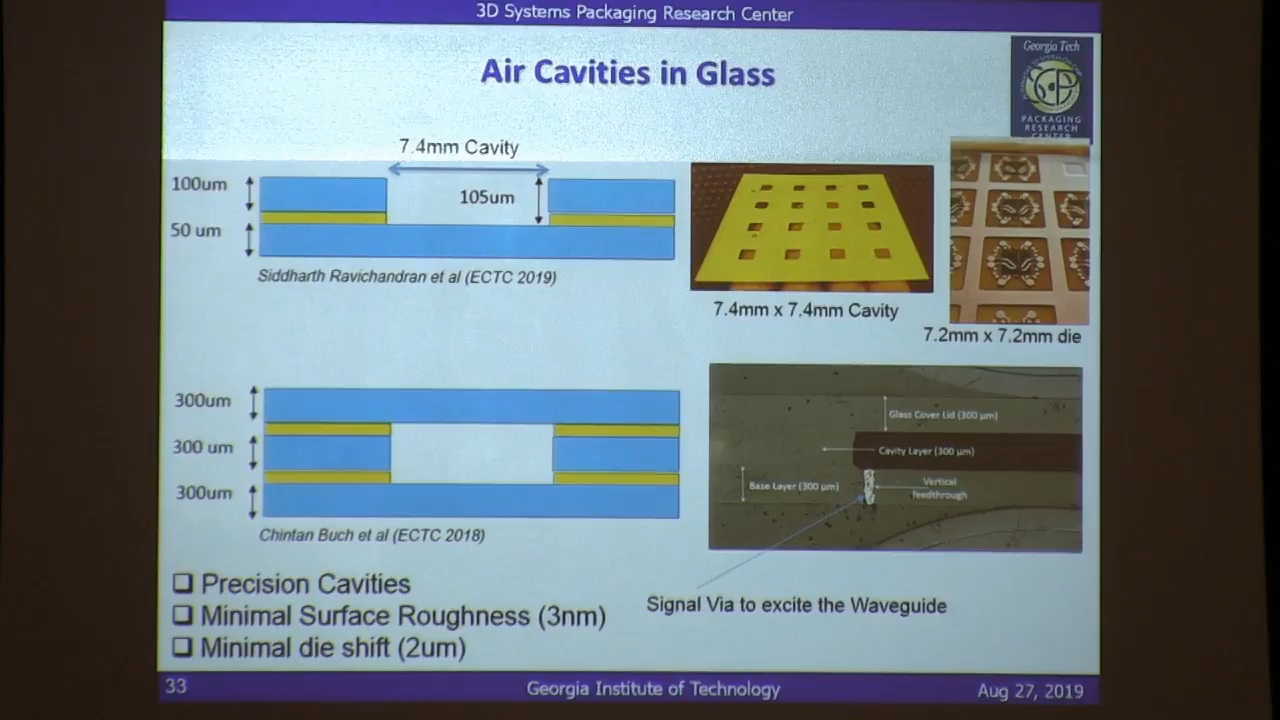 3D Systems Packaging Research Center
Air Cavities in Glass
Georgia Tech
PACKAGING
RESEARCH
CENTER
7.4mm Cavity
100um
105um
50 um
Siddharth Ravichandran et al (ECTC 2019)
7.4mm x 7.4mm Cavity
7.2mm x 7.2mm die
300um
300 um
300um
Chintan Buch et al (ECTC 2018)
Glass Cover Lid (300 µm)
Cavity Layer (300 µm)
Base Layer (300 µm)
Vertical
feedthrough
Signal Via to excite the Waveguide
❑ Precision Cavities
❑ Minimal Surface Roughness (3nm)
❑ Minimal die shift (2um)
33
Georgia Institute of Technology
Aug 27, 2019